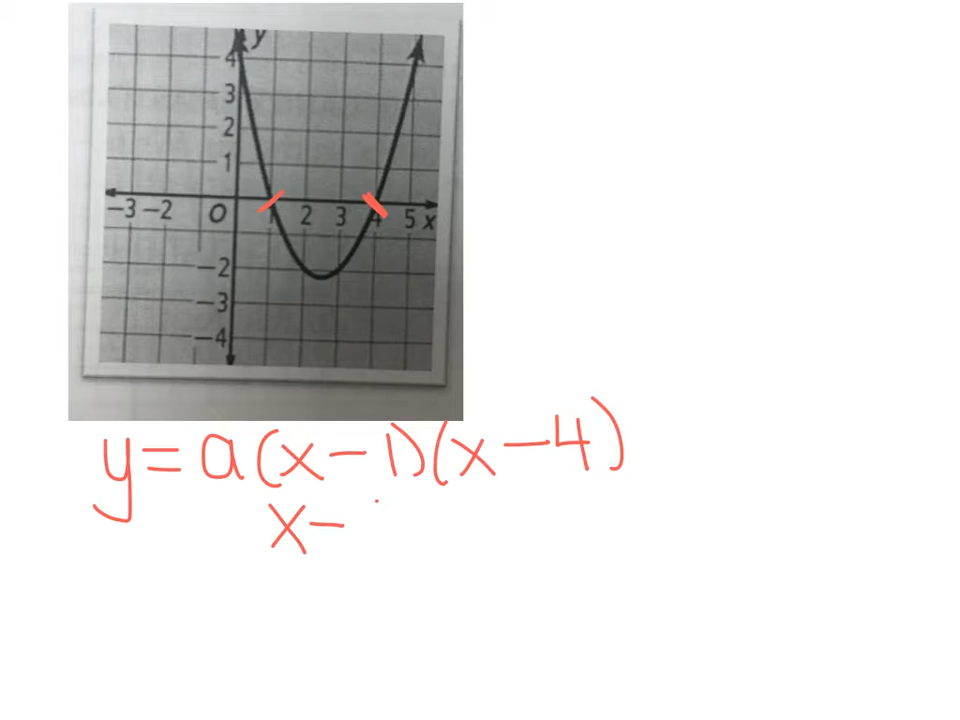 y
4
3
2
1
-3 -2 O 1 2 3 4 5 x
-2
-3
-4
y = a(x - 1)(x - 4)
x -